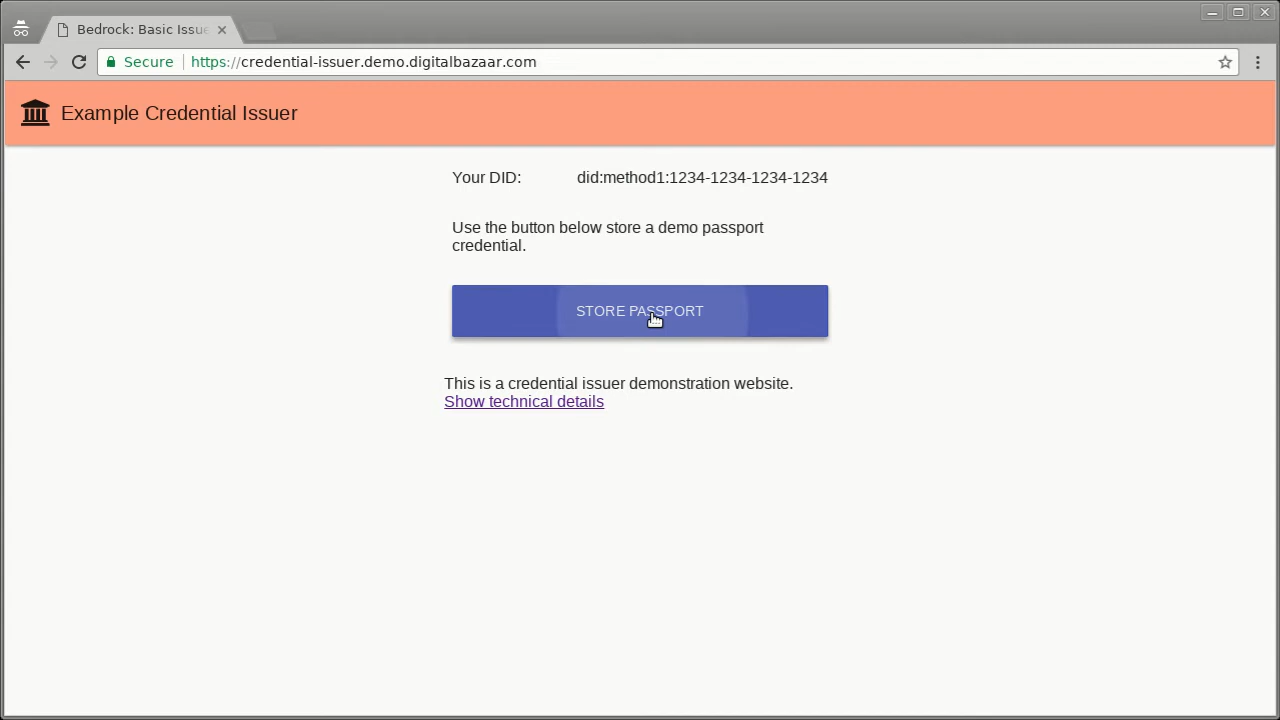 Bedrock: Basic Issue
Secure https://credential-issuer.demo.digitalbazaar.com
Example Credential Issuer
Your DID: did:method1:1234-1234-1234-1234
Use the button below store a demo passport
credential.
STORE PASSPORT
This is a credential issuer demonstration website.
Show technical details